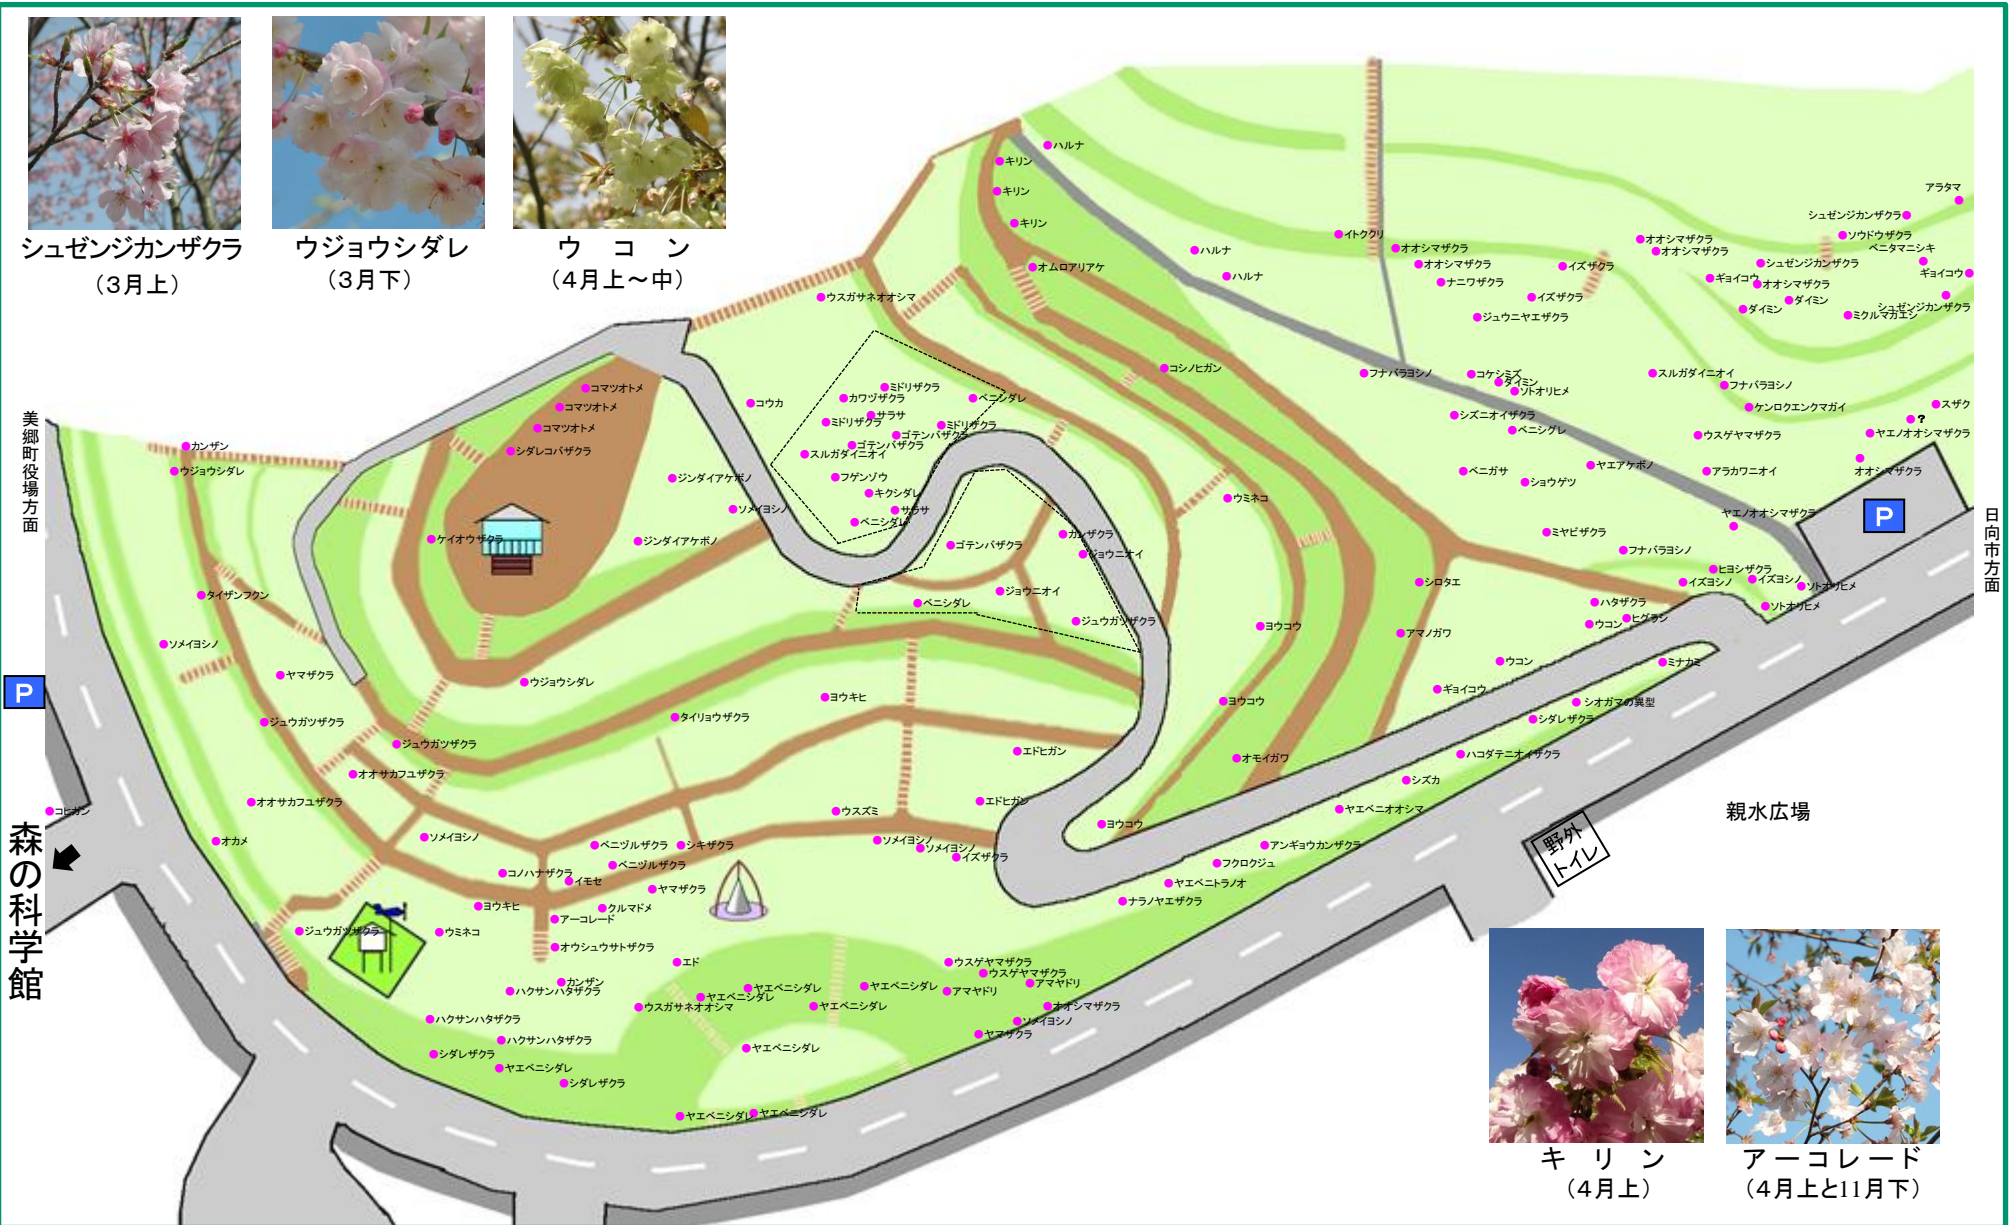 シュゼンジカンザクラ
（３月上）
ウジョウシダレ
（３月下）
ウコン
（４月上～中）
ハルナ
キリン
キリン
キリン
オムロアリアケ
ハルナ
ハルナ
イトククリ
オオシマザクラ
オオシマザクラ
ナニワザクラ
ジュウニヤエザクラ
イズザクラ
イズザクラ
オオシマザクラ
オオシマザクラ
ギョイコウ
シュゼンジカンザクラ
オオシマザクラ
ダイミン
ダイミン
アラタマ
シュゼンジカンザクラ
ソウドウザクラ
ベニタマニシキ
ギョイコウ
シュゼンジカンザクラ
ミクルマガエシ
ウスガサネオオシマ
コシノヒガン
フナバラヨシノ
コケシミズ
ダイミン
ソトオリヒメ
シズニオイザクラ
ベニシグレ
スルガダイニオイ
フナバラヨシノ
ケンロクエンクマガイ
スザク
?
ヤエノオオシマザクラ
オオシマザクラ
ウスゲヤマザクラ
アラカワニオイ
ヤエアケボノ
ベニガサ
ショウゲツ
ヤエノオオシマザクラ
P
日向市方面
ミヤビザクラ
フナバラヨシノ
ヒヨシザクラ
イズヨシノ
イズヨシノ
ソトオリヒメ
ソトオリヒメ
ハタザクラ
ヒグラシ
ウコン
ウコン
ミナカミ
シロタエ
アマノガワ
ギョイコウ
シオガマの異型
シダレザクラ
ハコダテニオイザクラ
シズカ
ヤエベニオオシマ
アンギョウカンザクラ
フクロクジュ
ヤエベニトラノオ
ナラノヤエザクラ
美郷町役場方面
カンザン
ウジョウシダレ
コマツオトメ
コマツオトメ
コマツオトメ
シダレコバザクラ
ケイオウザクラ
コウカ
ジンダイアケボノ
ソメイヨシノ
ジンダイアケボノ
ミドリザクラ
カワヅザクラ
ベニシダレ
サラサ
ミドリザクラ
ミドリザクラ
ゴテンバザクラ
ゴテンバザクラ
スルガダイニオイ
フゲンゾウ
キクシダレ
サラサ
ベニシダレ
ゴテンバザクラ
カンザクラ
ジョウニオイ
ジョウニオイ
ベニシダレ
ジュウガツザクラ
ウミネコ
ヨウコウ
ヨウコウ
オモイガワ
ヨウコウ
タイザンフクン
ソメイヨシノ
ヤマザクラ
ジュウガツザクラ
ウジョウシダレ
ジュウガツザクラ
タイリョウザクラ
ヨウキヒ
エドヒガン
オオサカフユザクラ
オオサカフユザクラ
エドヒガン
ウスズミ
P
コヒガン
オカメ
ソメイヨシノ
ベニヅルザクラ
シキザクラ
ソメイヨシノ
ソメイヨシノ
イズザクラ
コノハナザクラ
イモセ
ベニヅルザクラ
ヤマザクラ
森の科学館
ヨウキヒ
クルマドメ
アーコレード
ジュウガツザクラ
ウミネコ
オウシュウサトザクラ
エド
カンザン
ハクサンハタザクラ
ハクサンハタザクラ
ハクサンハタザクラ
ウスガサネオオシマ
ヤエベニシダレ
ヤエベニシダレ
ヤエベニシダレ
ヤエベニシダレ
ウスゲヤマザクラ
ウスゲヤマザクラ
アマヤドリ
アマヤドリ
オオシマザクラ
ソメイヨシノ
ヤマザクラ
シダレザクラ
ヤエベニシダレ
シダレザクラ
ヤエベニシダレ
ヤエベニシダレ
ヤエベニシダレ
親水広場
野外
トイレ
キリン
（４月上）
アーコレード
（４月上と11月下）